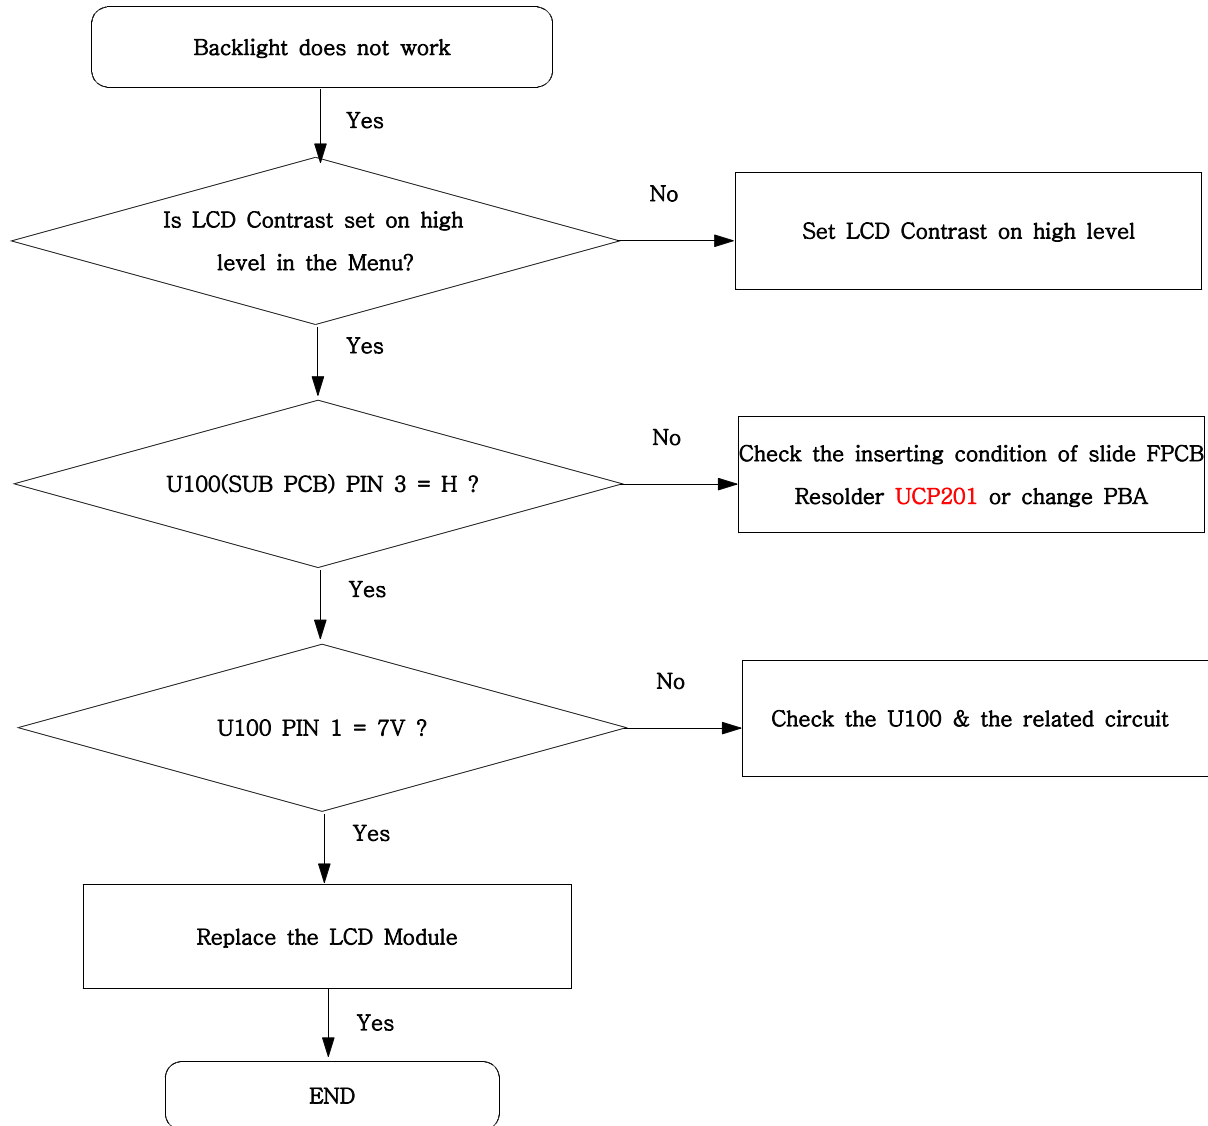 Backlight does not work
Yes
Is LCD Contrast set on high
level in the Menu?
No
Set LCD Contrast on high level
Yes
U100(SUB PCB) PIN 3 = H ?
No
Check the inserting condition of slide FPCB
Resolder UCP201 or change PBA
Yes
U100 PIN 1 = 7V ?
No
Check the U100 & the related circuit
Yes
Replace the LCD Module
Yes
END